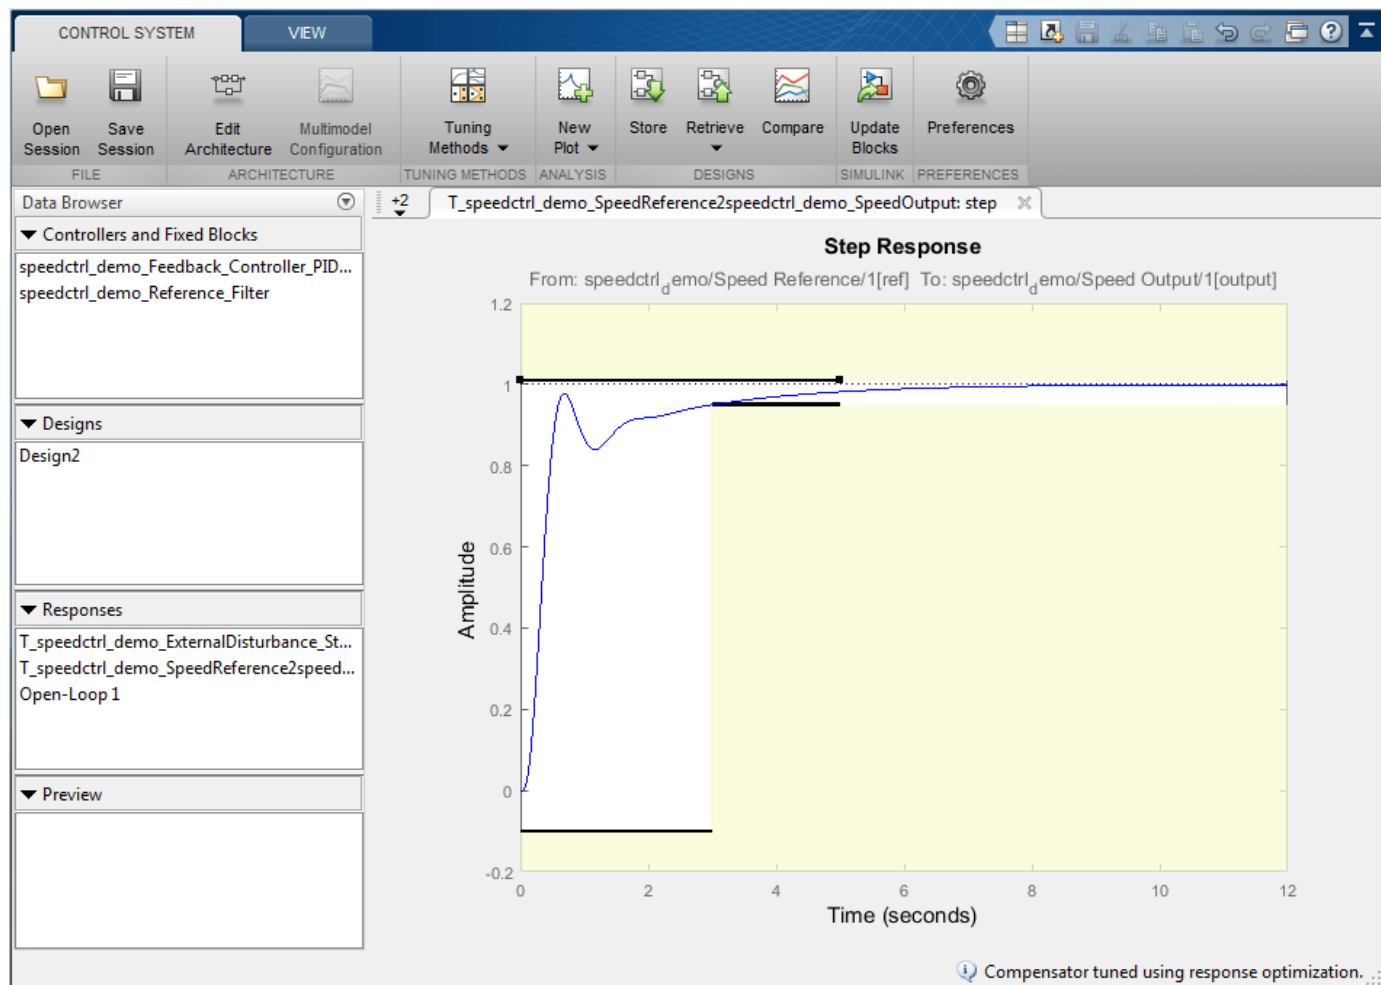 CONTROL SYSTEM
VIEW
Open Session
Save Session
Edit Architecture
Multimodel Configuration
Tuning Methods
New Plot
Store
Retrieve
Compare
Update Blocks
Preferences
FILE
ARCHITECTURE
TUNING METHODS
ANALYSIS
DESIGNS
SIMULINK
PREFERENCES
Data Browser
+2
T_speedctrl_demo_SpeedReference2speedctrl_demo_SpeedOutput: step
Controllers and Fixed Blocks
speedctrl_demo_Feedback_Controller_PID...
speedctrl_demo_Reference_Filter
Designs
Design2
Responses
T_speedctrl_demo_ExternalDisturbance_St...
T_speedctrl_demo_SpeedReference2speed...
Open-Loop 1
Preview
Step Response
From: speedctrl_demo/Speed Reference/1[ref]  To: speedctrl_demo/Speed Output/1[output]
Amplitude
1.2
1
0.8
0.6
0.4
0.2
0
-0.2
0
2
4
6
8
10
12
Time (seconds)
Compensator tuned using response optimization.